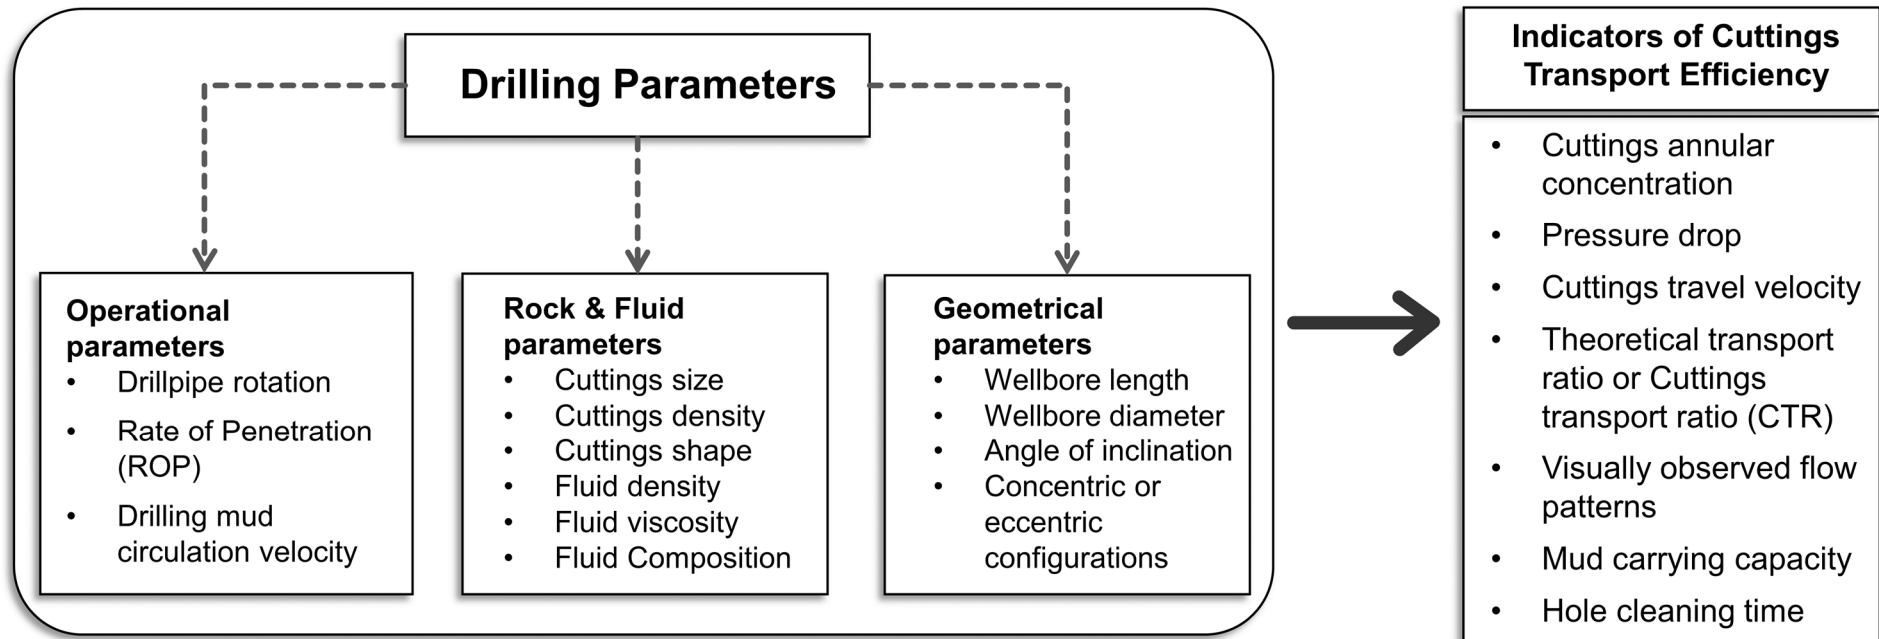 Drilling Parameters
Operational
parameters
• Drillpipe rotation
• Rate of Penetration
(ROP)
• Drilling mud
circulation velocity
Rock & Fluid
parameters
• Cuttings size
• Cuttings density
• Cuttings shape
• Fluid density
• Fluid viscosity
• Fluid Composition
Geometrical
parameters
• Wellbore length
• Wellbore diameter
• Angle of inclination
• Concentric or
eccentric
configurations
Indicators of Cuttings
Transport Efficiency
• Cuttings annular
concentration
• Pressure drop
• Cuttings travel velocity
• Theoretical transport
ratio or Cuttings
transport ratio (CTR)
• Visually observed flow
patterns
• Mud carrying capacity
• Hole cleaning time